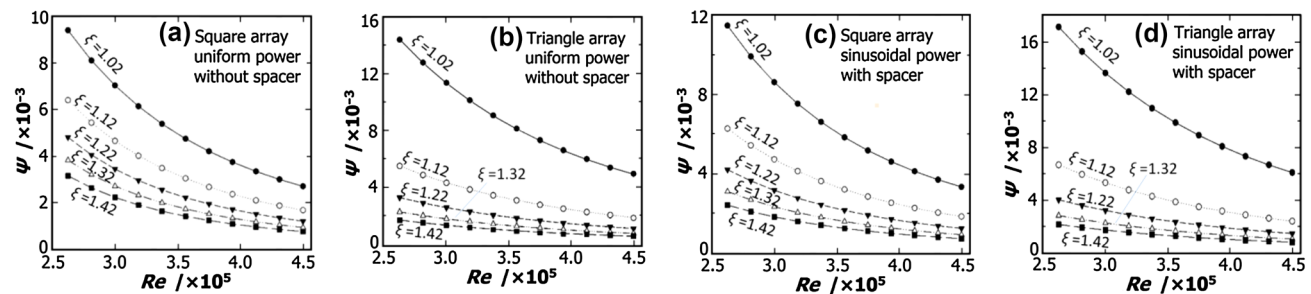 (a) Square array
uniform power
without spacer
10
8
6
4
2
0
Ψ /×10⁻³
ξ=1.02
ξ=1.12
ξ=1.22
ξ=1.32
ξ=1.42
2.5 3.0 3.5 4.0 4.5
Re /×10⁵
(b) Triangle array
uniform power
without spacer
16
12
8
4
0
Ψ /×10⁻³
ξ=1.02
ξ=1.12
ξ=1.22
ξ=1.32
ξ=1.42
2.5 3.0 3.5 4.0 4.5
Re /×10⁵
(c) Square array
sinusoidal power
with spacer
12
8
4
0
Ψ /×10⁻³
ξ=1.02
ξ=1.12
ξ=1.22
ξ=1.32
ξ=1.42
2.5 3.0 3.5 4.0 4.5
Re /×10⁵
(d) Triangle array
sinusoidal power
with spacer
16
12
8
4
0
Ψ /×10⁻³
ξ=1.02
ξ=1.12
ξ=1.22
ξ=1.32
ξ=1.42
2.5 3.0 3.5 4.0 4.5
Re /×10⁵